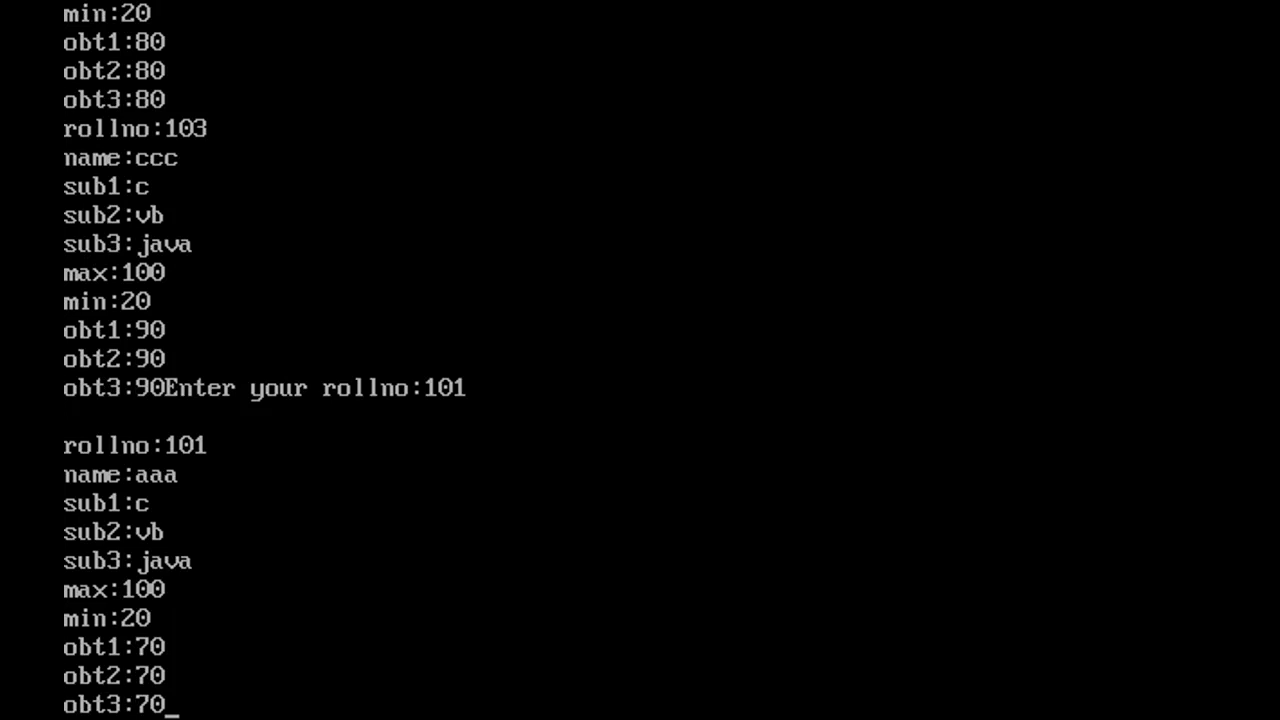 min:20
obt1:80
obt2:80
obt3:80
rollno:103
name:ccc
sub1:c
sub2:vb
sub3:java
max:100
min:20
obt1:90
obt2:90
obt3:90Enter your rollno:101
rollno:101
name:aaa
sub1:c
sub2:vb
sub3:java
max:100
min:20
obt1:70
obt2:70
obt3:70_